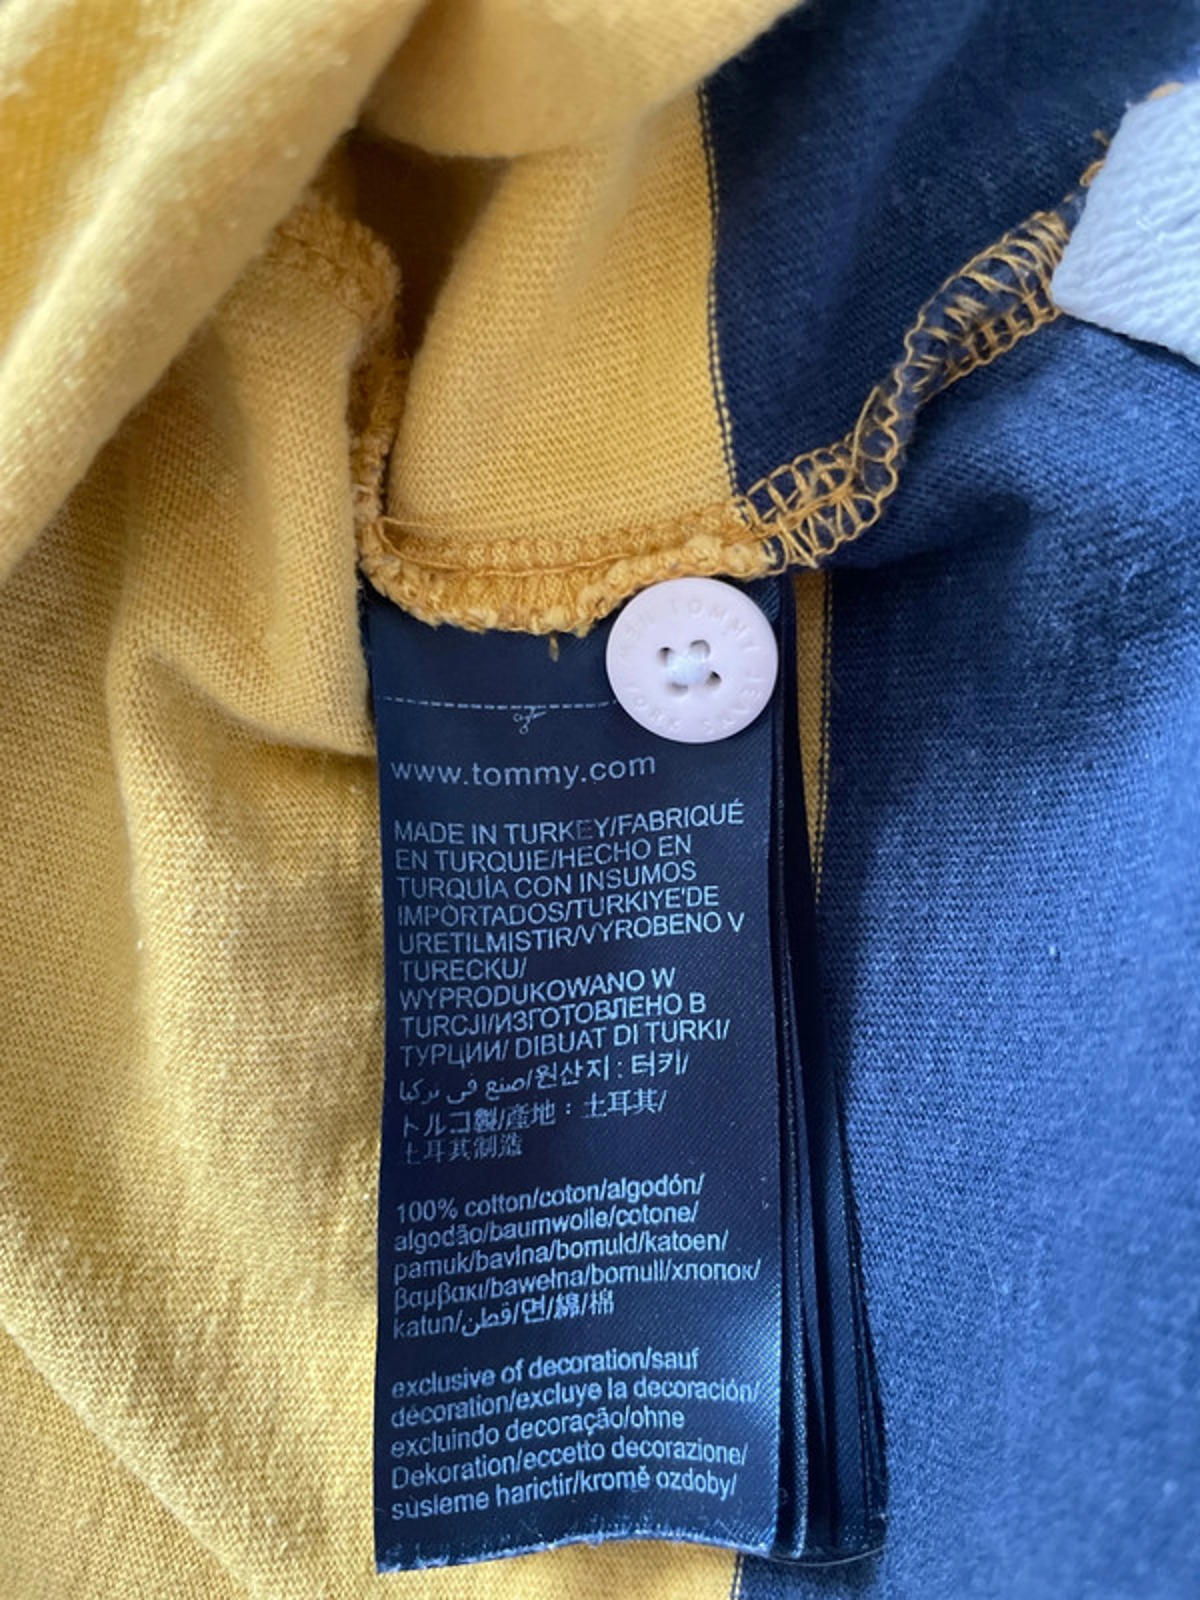 TOMMY JEANS
www.tommy.com
MADE IN TURKEY/FABRIQUÉ
EN TURQUIE/HECHO EN
TURQUÍA CON INSUMOS
IMPORTADOS/TURKIYE'DE
URETILMISTIR/VYROBENO V
TURECKU/
WYPRODUKOWANO W
TURCJI/ИЗГОТОВЛЕНО В
ТУРЦИИ/ DIBUAT DI TURKI/
صنع في تركيا/원산지 : 터키/
トルコ製/產地 : 土耳其/
土耳其制造
100% cotton/coton/algodón/
algodão/baumwolle/cotone/
pamuk/bavlna/bomuld/katoen/
βαμβακι/bawełna/bomull/хлопок/
katun/قطن/면/綿/棉
exclusive of decoration/sauf
décoration/excluye la decoración/
excluindo decoração/ohne
Dekoration/eccetto decorazione/
süsleme harictir/kromě ozdoby/